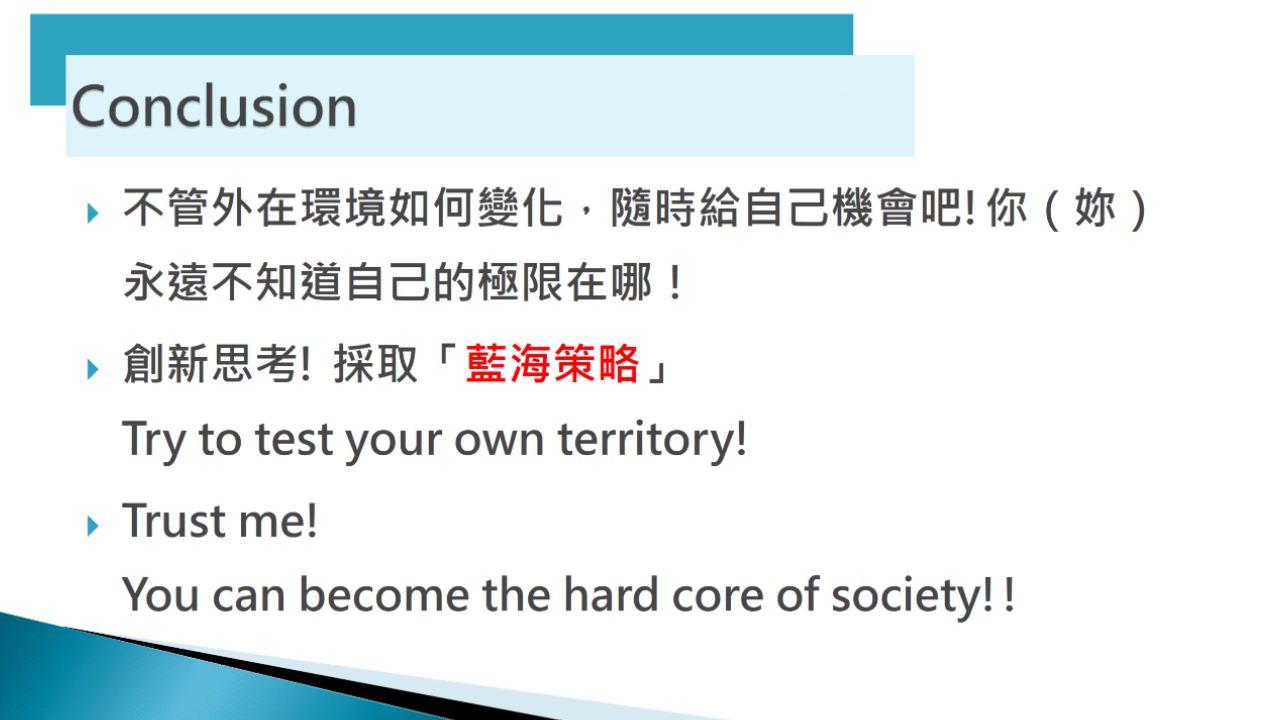 Conclusion
不管外在環境如何變化，隨時給自己機會吧! 你（妳）
永遠不知道自己的極限在哪！
創新思考! 採取「藍海策略」
Try to test your own territory!
Trust me!
You can become the hard core of society! !